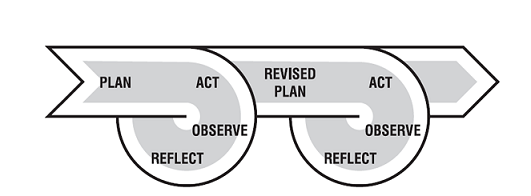 PLAN
ACT
OBSERVE
REFLECT
REVISED
PLAN
ACT
OBSERVE
REFLECT